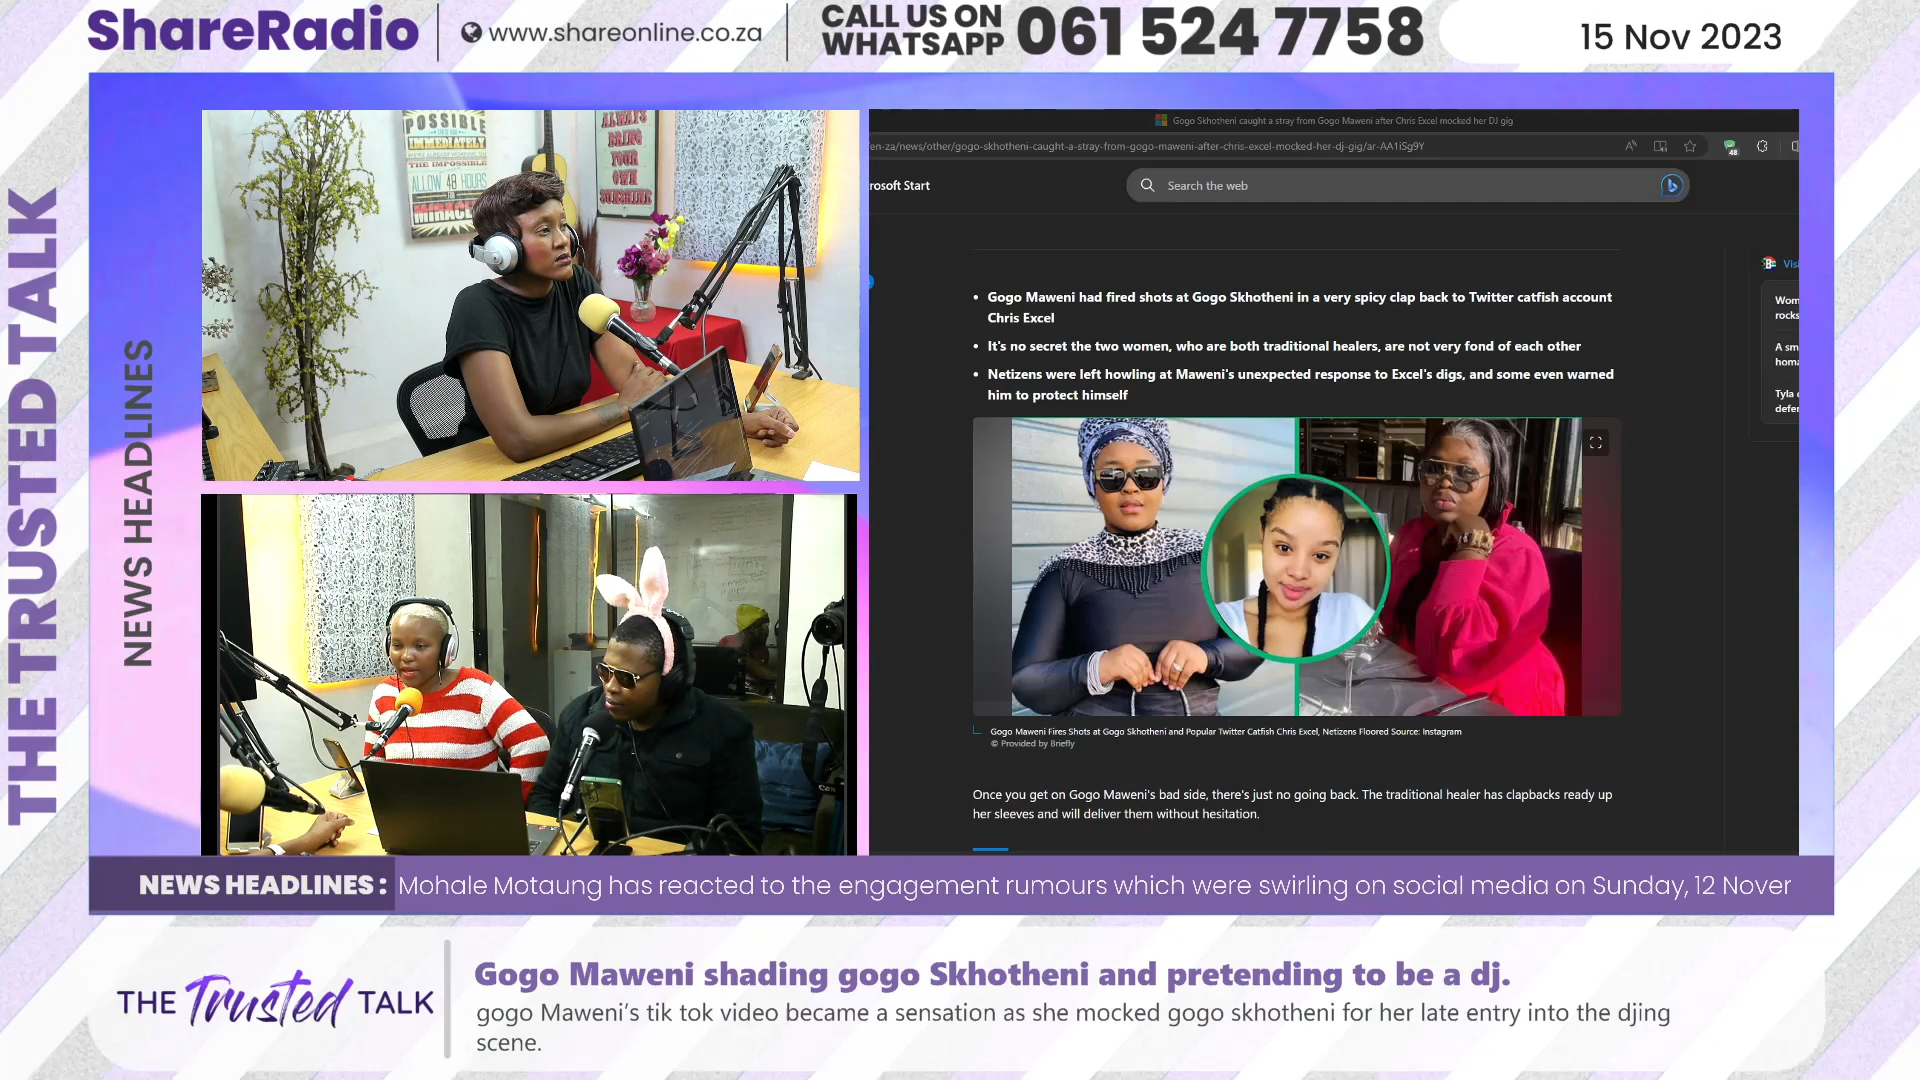 ShareRadio
www.shareonline.co.za
CALL US ON
WHATSAPP
061 524 7758
15 Nov 2023
THE TRUSTED TALK
NEWS HEADLINES
POSSIBLE
IMMEDIATELY
THE IMPOSSIBLE
ALLOW 48 HOURS
MIRACLES
ALWAYS
BRING
YOUR
OWN
SUNSHINE
Gogo Skhotheni caught a stray from Gogo Maweni after Chris Excel mocked her DJ gig
en-za/news/other/gogo-skhotheni-caught-a-stray-from-gogo-maweni-after-chris-excel-mocked-her-dj-gig/ar-AA1iSg9Y
48
rosoft Start
Search the web
• Gogo Maweni had fired shots at Gogo Skhotheni in a very spicy clap back to Twitter catfish account
Chris Excel
• It's no secret the two women, who are both traditional healers, are not very fond of each other
• Netizens were left howling at Maweni's unexpected response to Excel's digs, and some even warned
him to protect himself
Visi
Wom
rocks
A sm
homa
Tyla
defer
Gogo Maweni Fires Shots at Gogo Skhotheni and Popular Twitter Catfish Chris Excel, Netizens Floored Source: Instagram
© Provided by Briefly
Once you get on Gogo Maweni's bad side, there's just no going back. The traditional healer has clapbacks ready up
her sleeves and will deliver them without hesitation.
NEWS HEADLINES : Mohale Motaung has reacted to the engagement rumours which were swirling on social media on Sunday, 12 Nover
THE Trusted TALK
Gogo Maweni shading gogo Skhotheni and pretending to be a dj.
gogo Maweni’s tik tok video became a sensation as she mocked gogo skhotheni for her late entry into the djing
scene.